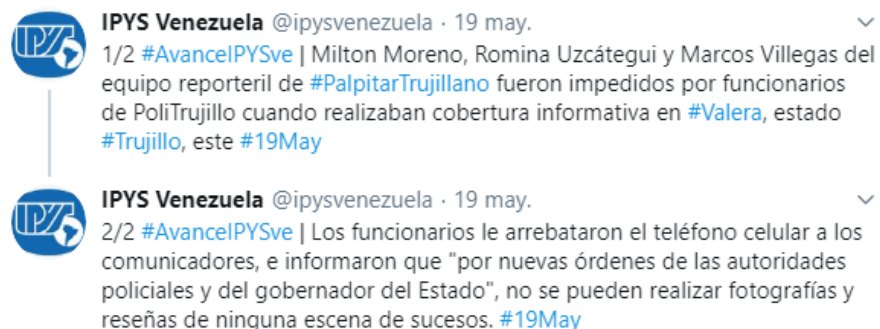 IPYS Venezuela @ipysvenezuela · 19 may.
1/2 #AvanceIPYSve | Milton Moreno, Romina Uzcátegui y Marcos Villegas del
equipo reporteril de #PalpitarTrujillano fueron impedidos por funcionarios
de PoliTrujillo cuando realizaban cobertura informativa en #Valera, estado
#Trujillo, este #19May
IPYS
IPYS Venezuela @ipysvenezuela · 19 may.
2/2 #AvanceIPYSve | Los funcionarios le arrebataron el teléfono celular a los
comunicadores, e informaron que "por nuevas órdenes de las autoridades
policiales y del gobernador del Estado", no se pueden realizar fotografías y
reseñas de ninguna escena de sucesos. #19May
IPYS